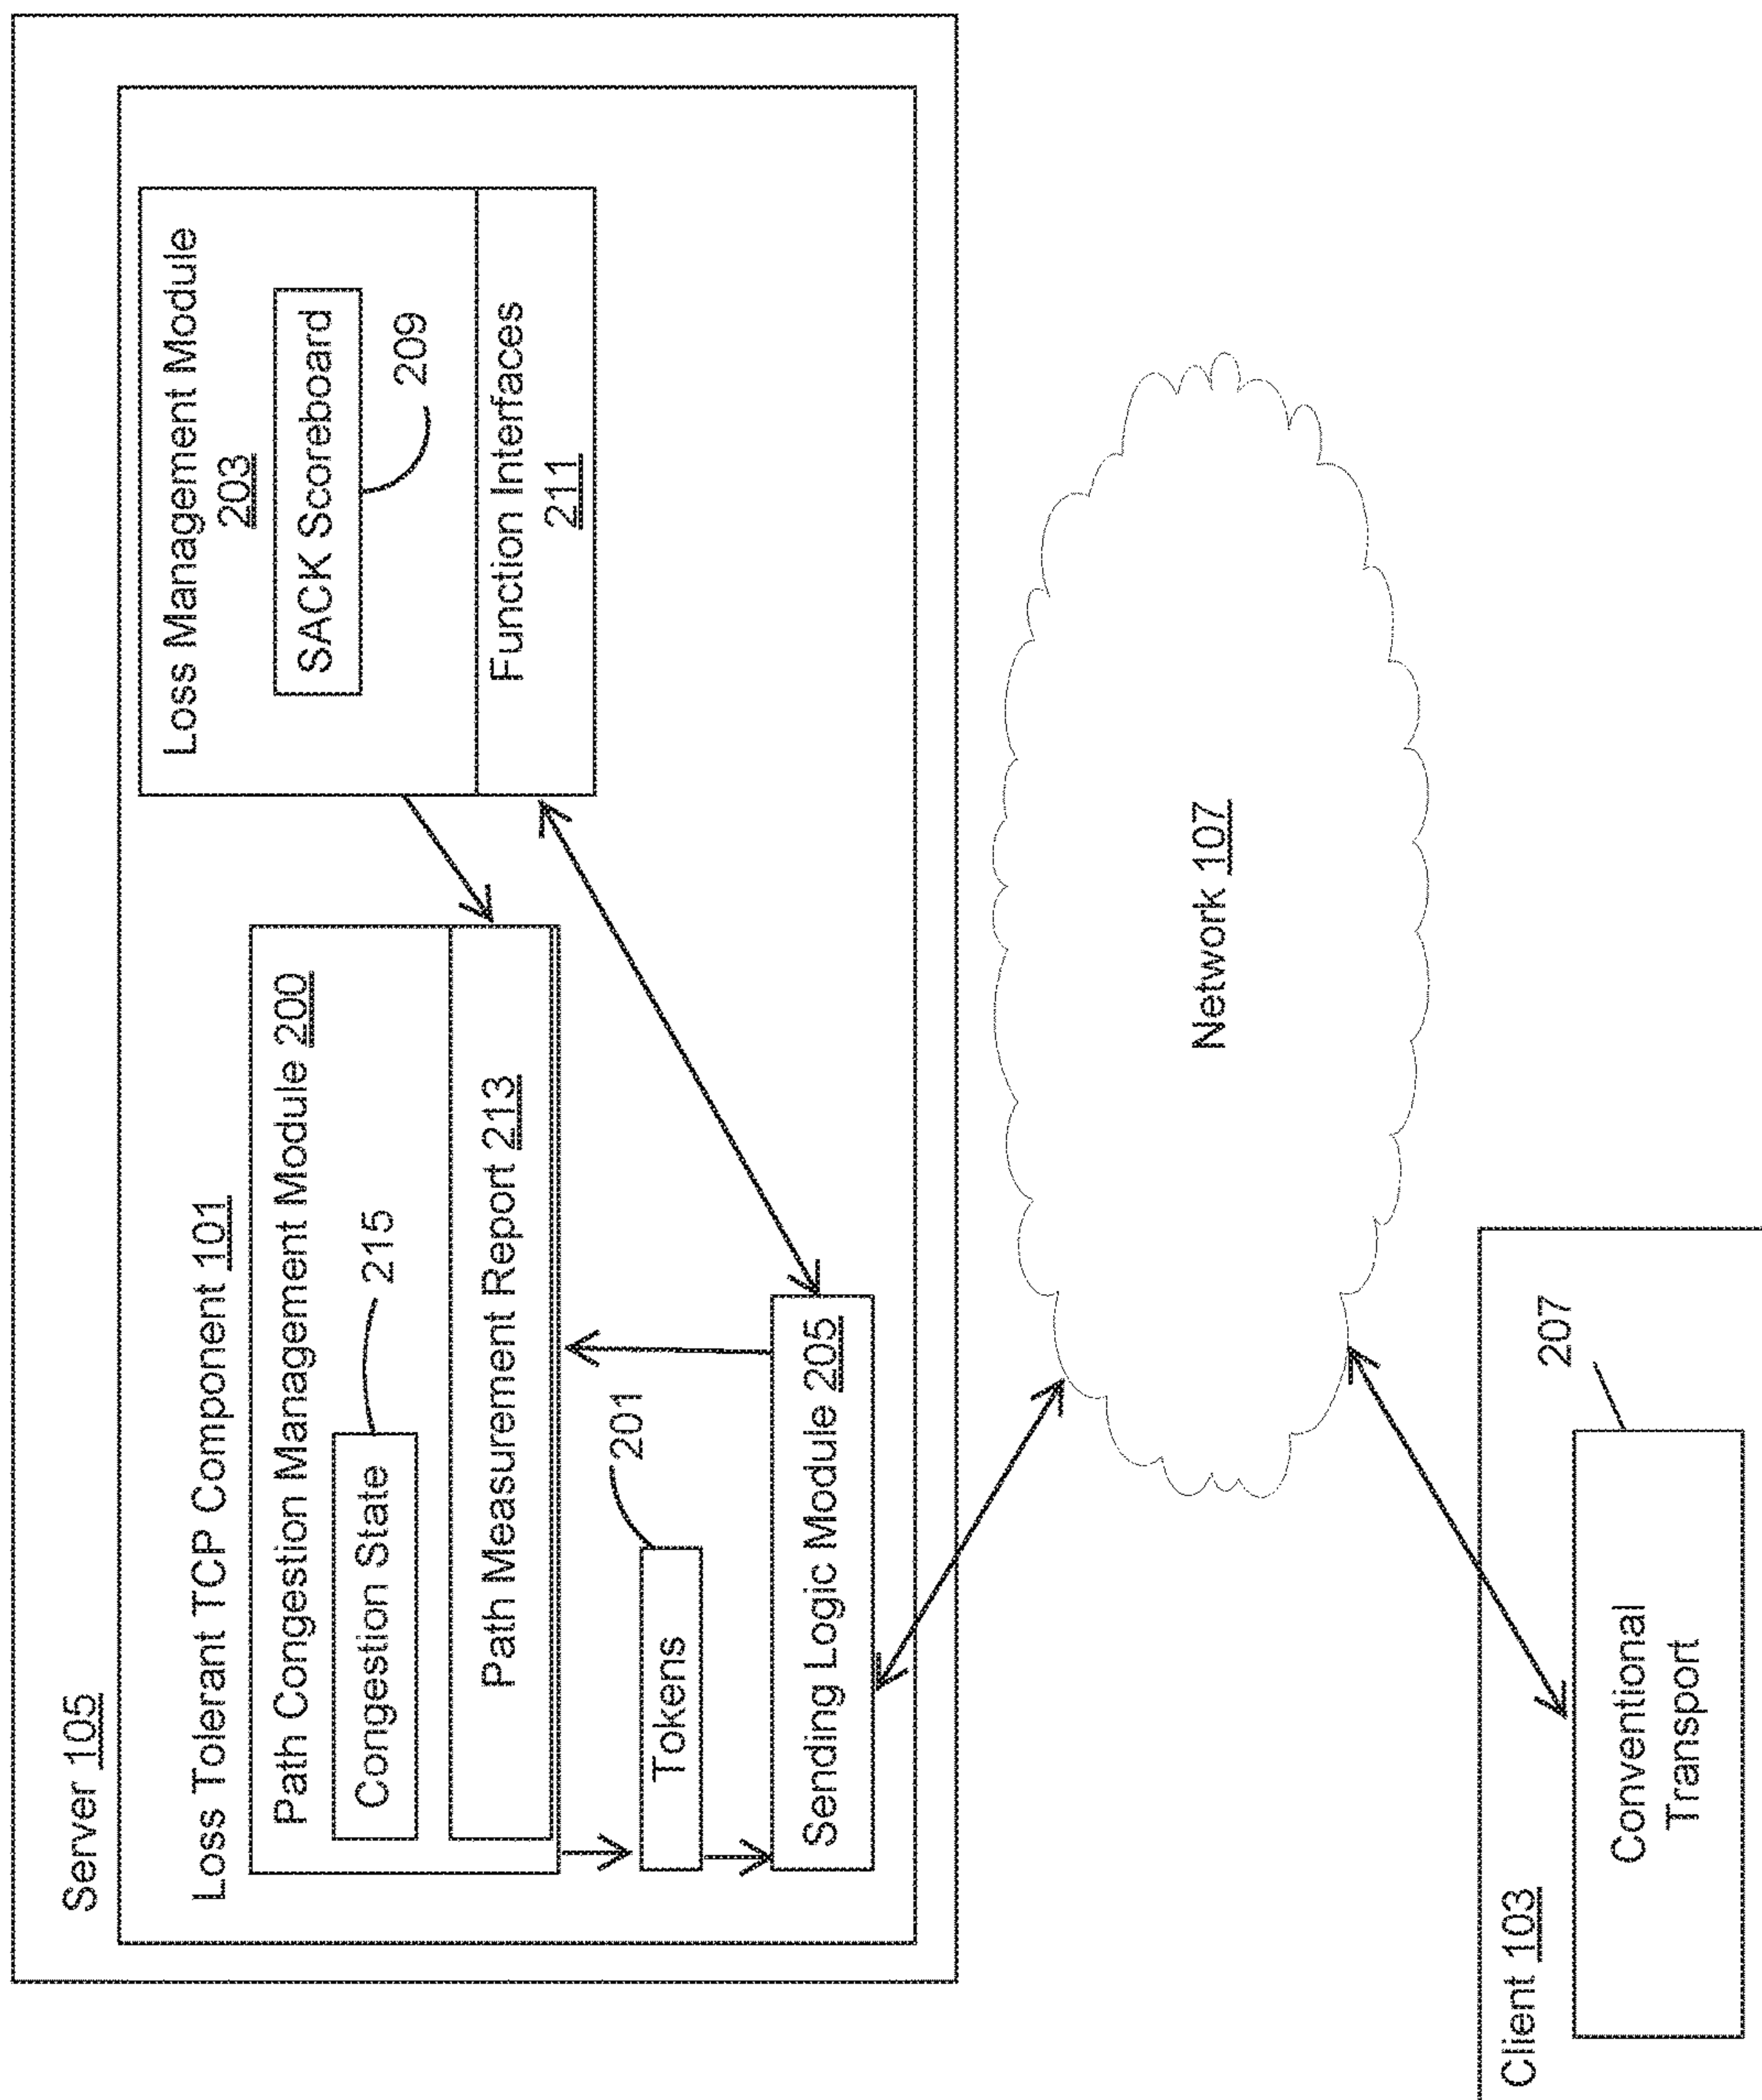 Server 105
Loss Tolerant TCP Component 101
Path Congestion Management Module 200
Congestion State
215
Path Measurement Report 213
Loss Management Module
203
SACK Scoreboard
209
Function Interfaces
211
Tokens
201
Sending Logic Module 205
Network 107
Client 103
207
Conventional
Transport